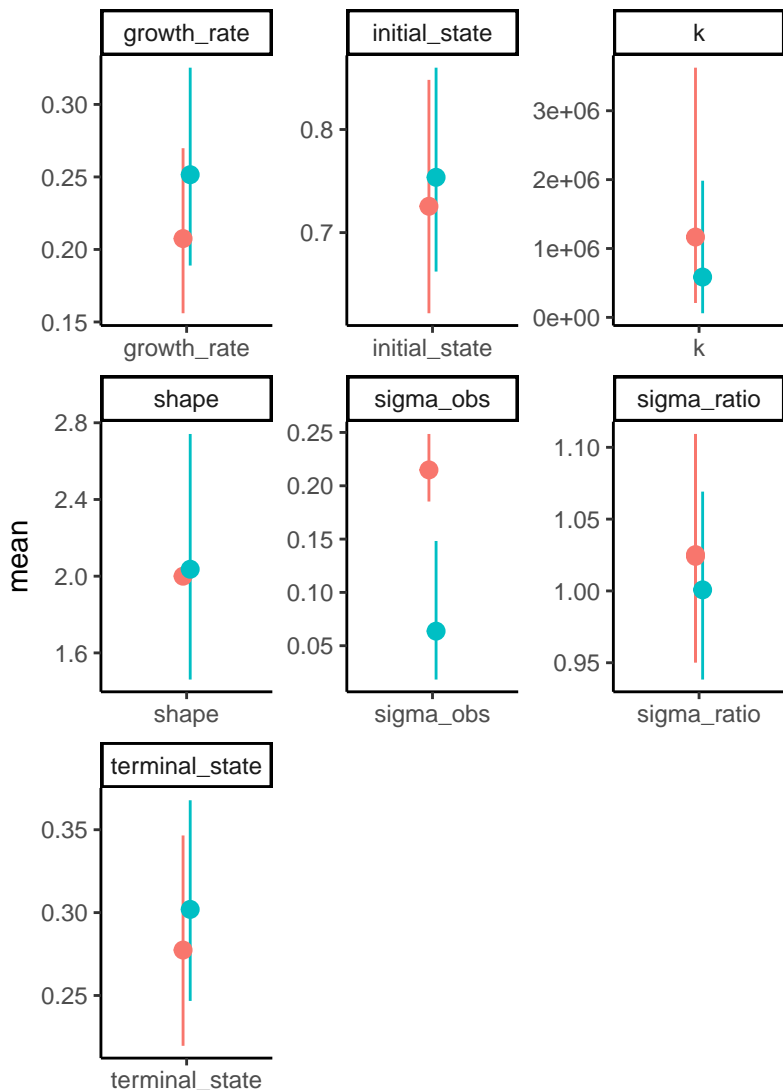 growth_rate
initial_state
k
0.30
0.25
0.20
0.15
0.8
0.7
3e+06
2e+06
1e+06
0e+00
growth_rate
initial_state
k
shape
sigma_obs
sigma_ratio
2.8
2.4
2.0
1.6
0.25
0.20
0.15
0.10
0.05
1.10
1.05
1.00
0.95
mean
shape
sigma_obs
sigma_ratio
terminal_state
0.35
0.30
0.25
terminal_state